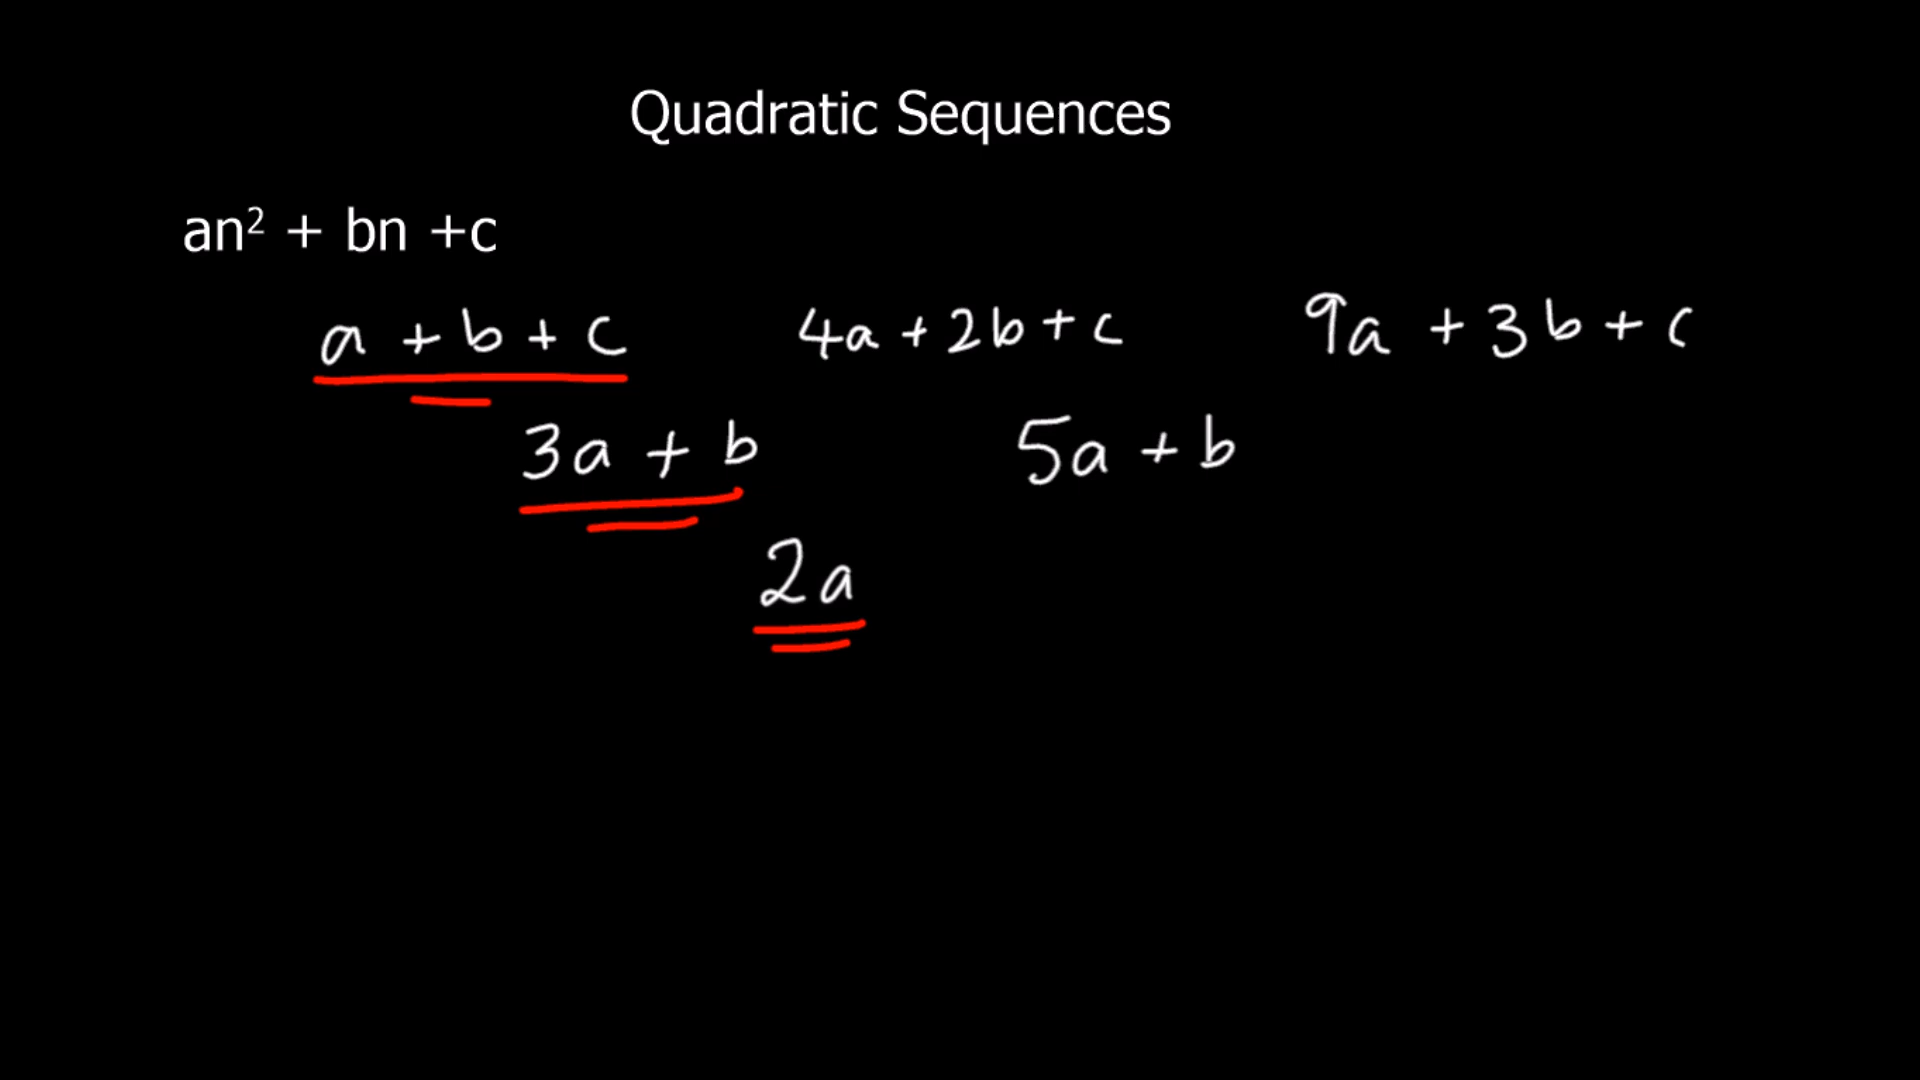 Quadratic Sequences
an² + bn +c
a + b + c 4a + 2b + c 9a + 3b + c
3a + b 5a + b
2a